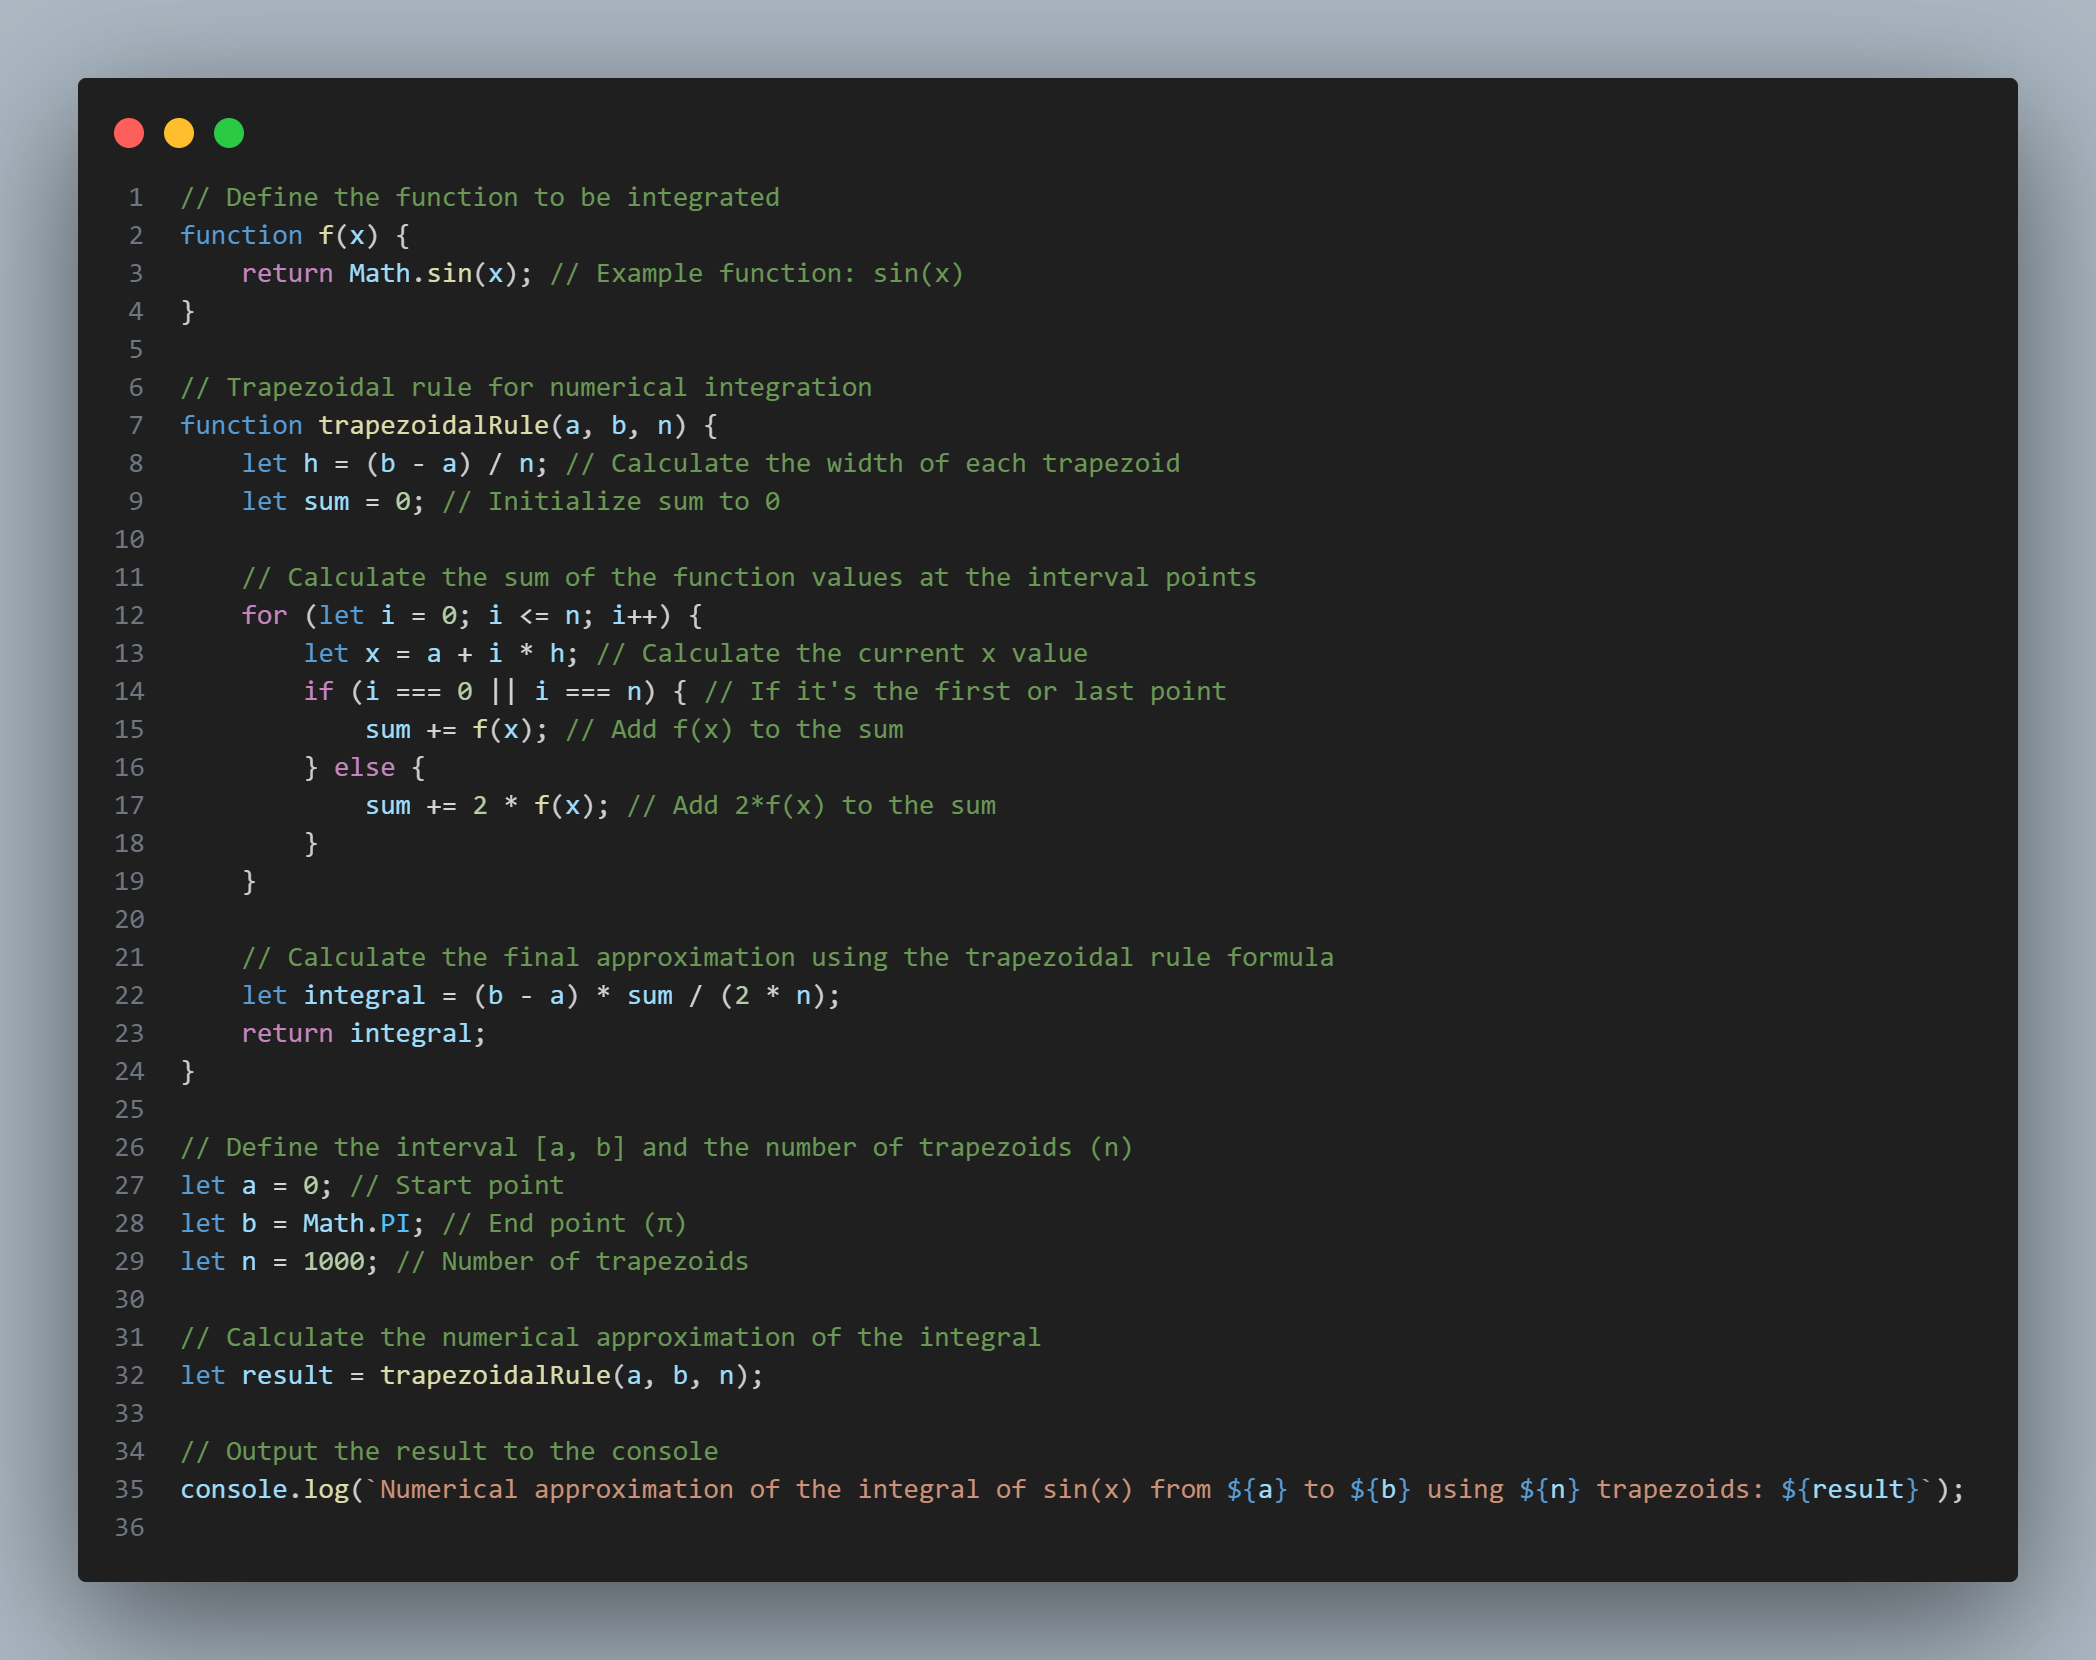 1 // Define the function to be integrated
2 function f(x) {
3     return Math.sin(x); // Example function: sin(x)
4 }
5
6 // Trapezoidal rule for numerical integration
7 function trapezoidalRule(a, b, n) {
8     let h = (b - a) / n; // Calculate the width of each trapezoid
9     let sum = 0; // Initialize sum to 0
10
11     // Calculate the sum of the function values at the interval points
12     for (let i = 0; i <= n; i++) {
13         let x = a + i * h; // Calculate the current x value
14         if (i === 0 || i === n) { // If it's the first or last point
15             sum += f(x); // Add f(x) to the sum
16         } else {
17             sum += 2 * f(x); // Add 2*f(x) to the sum
18         }
19     }
20
21     // Calculate the final approximation using the trapezoidal rule formula
22     let integral = (b - a) * sum / (2 * n);
23     return integral;
24 }
25
26 // Define the interval [a, b] and the number of trapezoids (n)
27 let a = 0; // Start point
28 let b = Math.PI; // End point (π)
29 let n = 1000; // Number of trapezoids
30
31 // Calculate the numerical approximation of the integral
32 let result = trapezoidalRule(a, b, n);
33
34 // Output the result to the console
35 console.log(`Numerical approximation of the integral of sin(x) from ${a} to ${b} using ${n} trapezoids: ${result}`);
36